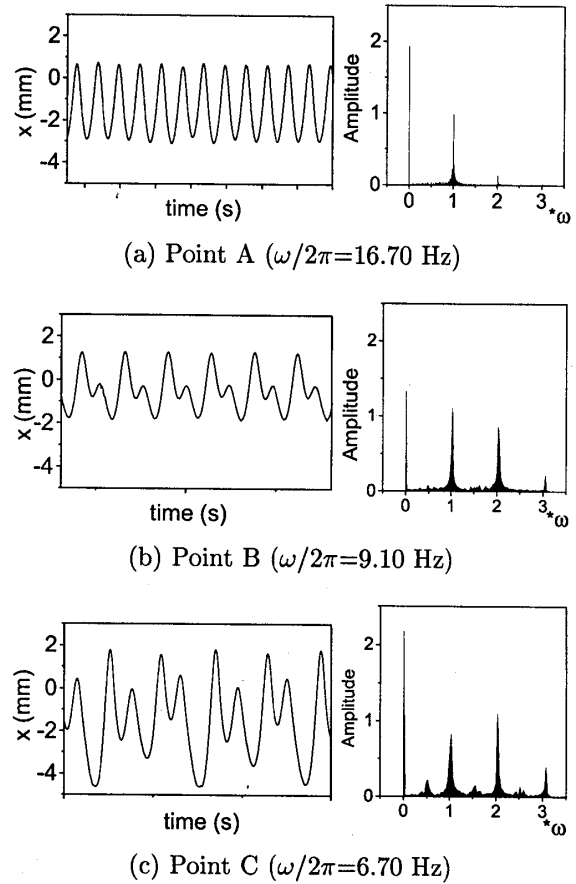 2
0
-2
-4
x (mm)
time (s)
2
1
0
Amplitude
0 1 2 3 *ω
(a) Point A (ω/2π=16.70 Hz)
2
0
-2
-4
x (mm)
time (s)
2
1
0
Amplitude
0 1 2 3 *ω
(b) Point B (ω/2π=9.10 Hz)
2
0
-2
-4
x (mm)
time (s)
2
1
0
Amplitude
0 1 2 3 *ω
(c) Point C (ω/2π=6.70 Hz)